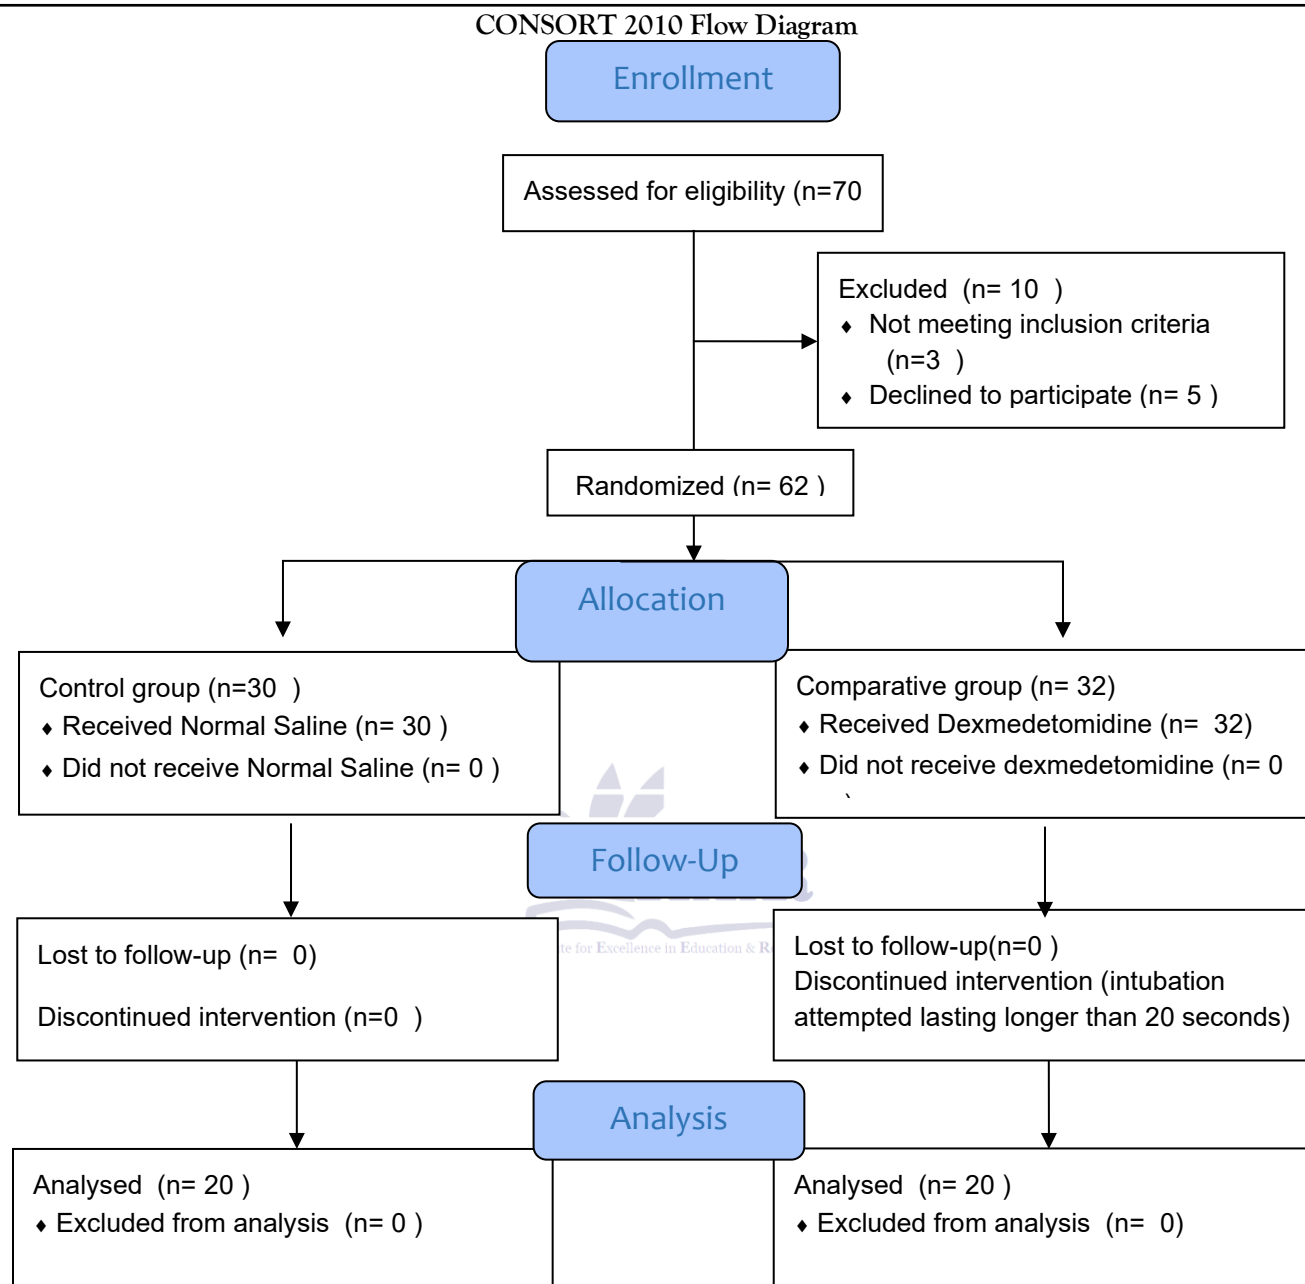 CONSORT 2010 Flow Diagram
Enrollment
Assessed for eligibility (n=70
Excluded  (n= 10  )
♦ Not meeting inclusion criteria
(n=3  )
♦ Declined to participate (n= 5 )
Randomized (n= 62 )
Allocation
Control group (n=30  )
♦ Received Normal Saline (n= 30 )
♦ Did not receive Normal Saline (n= 0 )
Comparative group (n= 32)
♦ Received Dexmedetomidine (n=  32)
♦ Did not receive dexmedetomidine (n= 0
)
Follow-Up
for Excellence in Education &
Lost to follow-up (n=  0)
Discontinued intervention (n=0  )
Lost to follow-up(n=0 )
Discontinued intervention (intubation
attempted lasting longer than 20 seconds)
Analysis
Analysed  (n= 20 )
♦ Excluded from analysis  (n= 0 )
Analysed  (n= 20 )
♦ Excluded from analysis  (n=  0)